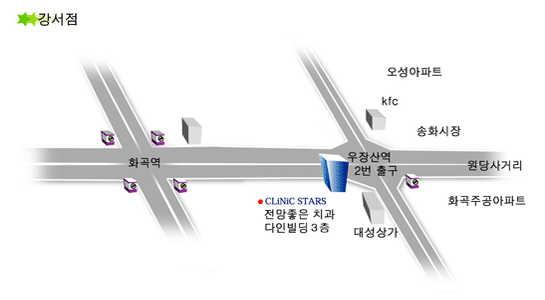 강서점
오성아파트
kfc
송화시장
화곡역
우장산역
2번 출구
원당사거리
CLiNiC STARS
전망좋은 치과
다인빌딩 3층
화곡주공아파트
대성상가